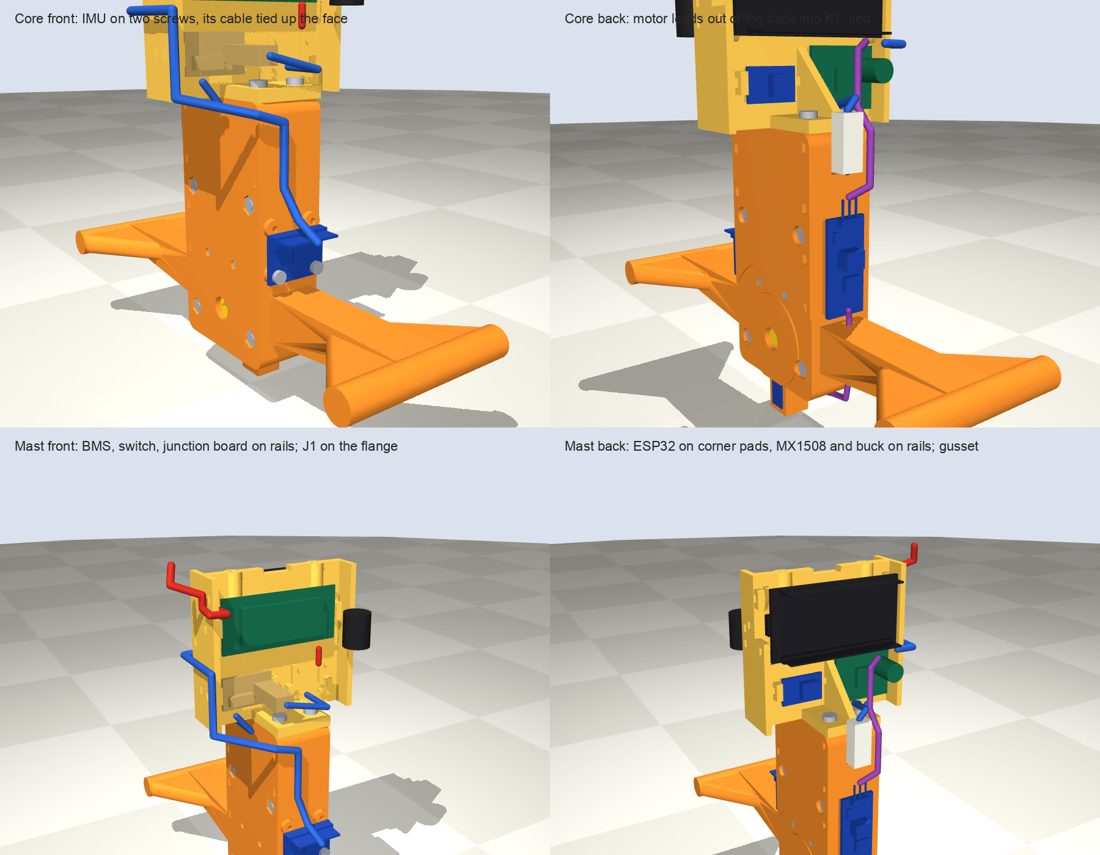 Core front: IMU on two screws, its cable tied up the face
Core back: motor leads out of the back into K1, tied
Mast front: BMS, switch, junction board on rails; J1 on the flange
Mast back: ESP32 on corner pads, MX1508 and buck on rails; gusset